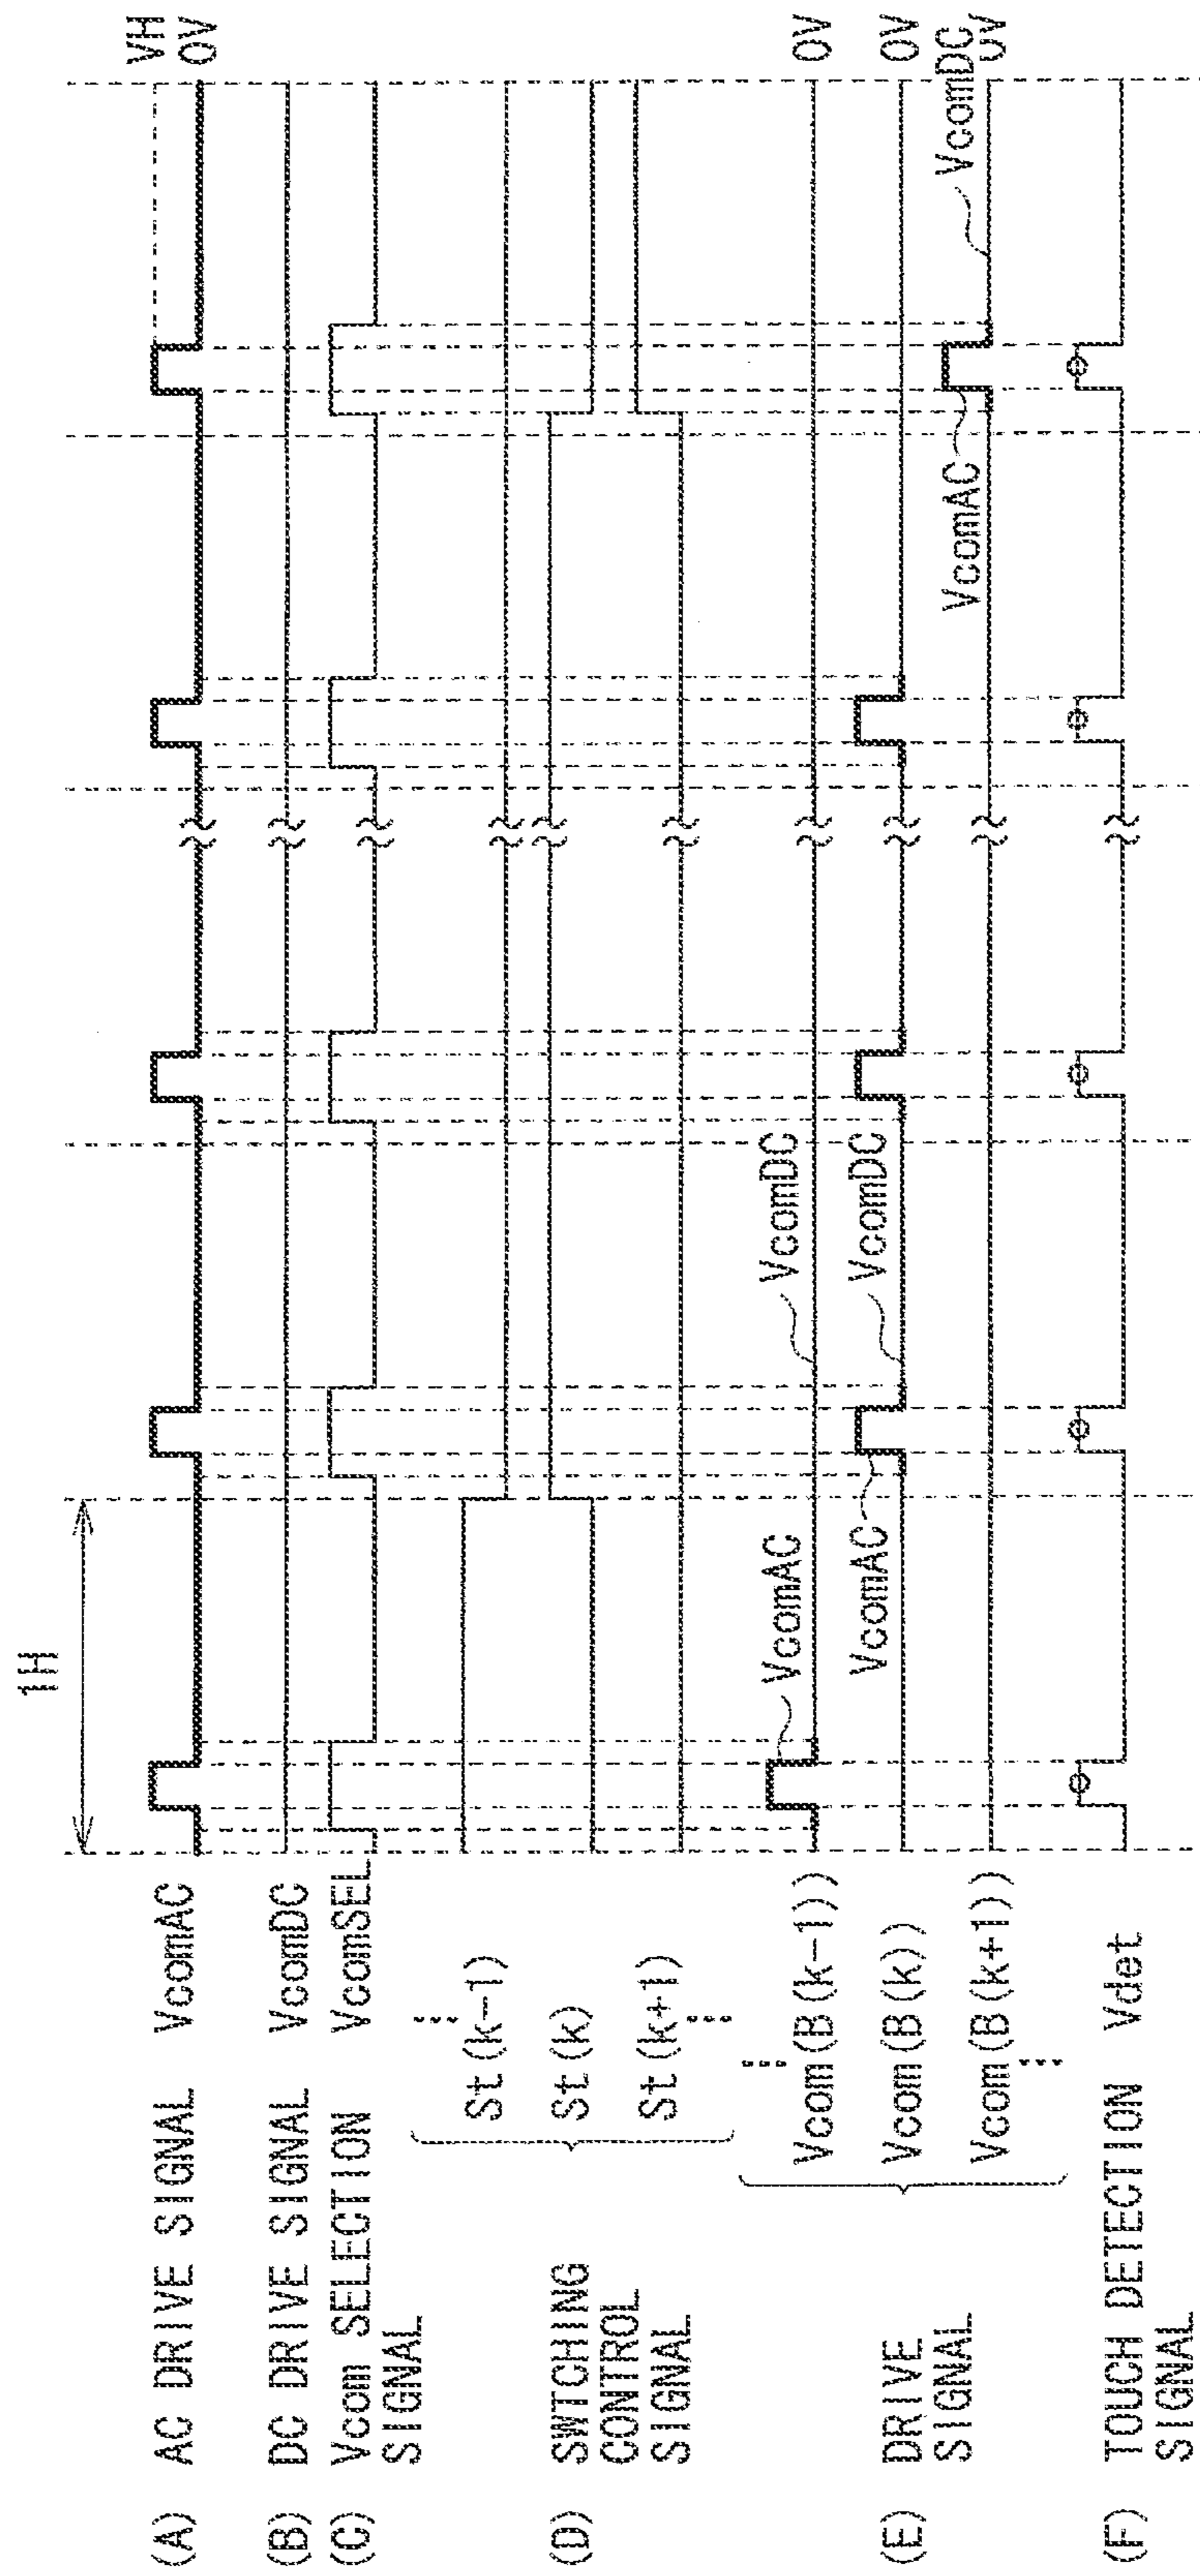 1H
(A) AC DRIVE SIGNAL VcomAC
VH
0V
(B) DC DRIVE SIGNAL VcomDC
(C) Vcom SELECTION VcomSEL
SIGNAL
St(k-1)
(D) SWTCHING
CONTROL
SIGNAL
St(k)
St(k+1)
VcomAC
VcomDC
Vcom(B(k-1))
0V
VcomAC
VcomDC
(E) DRIVE
SIGNAL
Vcom(B(k))
0V
VcomAC
VcomDC
Vcom(B(k+1))
0V
(F) TOUCH DETECTION Vdet
SIGNAL